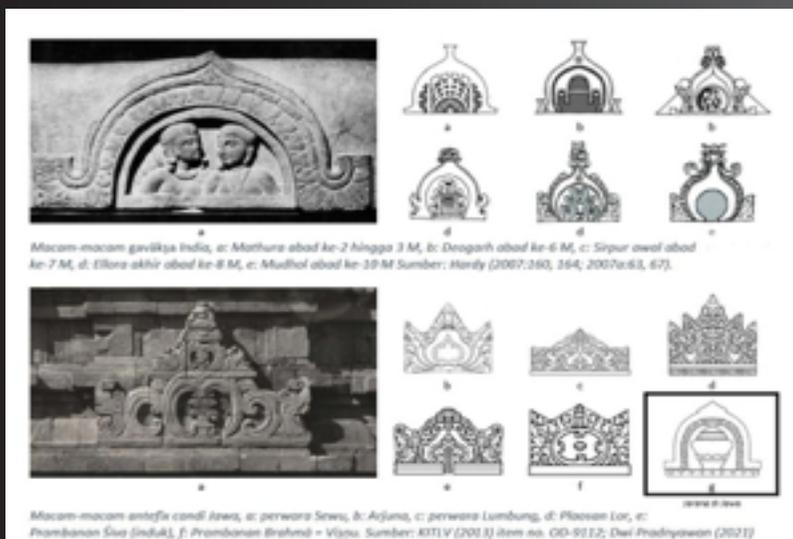 a
b
b
d
d
c
a
Macam-macam gavākṣa India, a: Mathura abad ke-2 hingga 3 M, b: Deogarh abad ke-6 M, c: Sirpur awal abad
ke-7 M, d: Ellora akhir abad ke-8 M, e: Mudhol abad ke-10 M Sumber: Hardy (2007:160, 164; 2007a:63, 67).
b
c
d
e
f
g
a
jarang di Jawa
Macam-macam antefix candi Jawa, a: perwara Sewu, b: Arjuna, c: perwara Lumbung, d: Plaosan Lor, e:
Prambanan Śiva (induk), f: Prambanan Brahmā – Viṣṇu. Sumber: KITLV (2013) item no. OD-9112; Dwi Pradnyawan (2021)